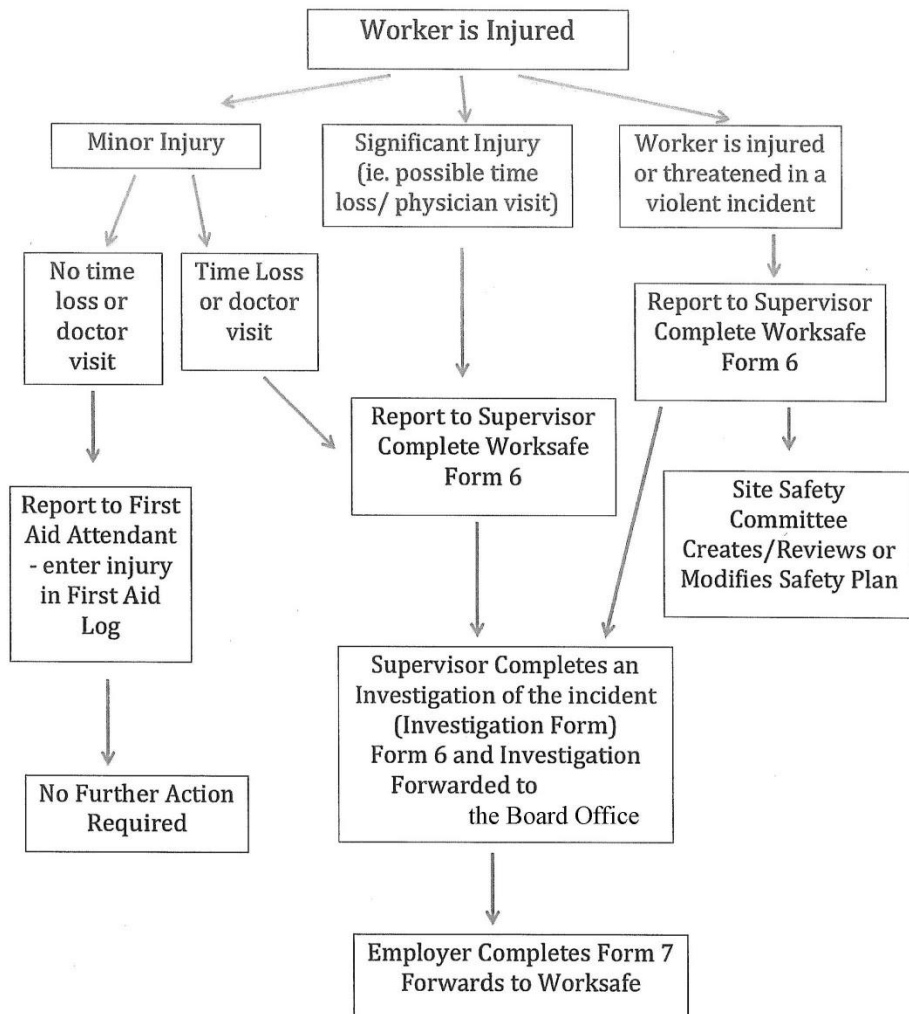 Worker is Injured
Minor Injury
Significant Injury
(ie. possible time
loss/ physician visit)
Worker is injured
or threatened in a
violent incident
No time
loss or
doctor
visit
Time Loss
or doctor
visit
Report to Supervisor
Complete Worksafe
Form 6
Report to Supervisor
Complete Worksafe
Form 6
Report to First
Aid Attendant
- enter injury
in First Aid
Log
Site Safety
Committee
Creates/Reviews or
Modifies Safety Plan
Supervisor Completes an
Investigation of the incident
(Investigation Form)
Form 6 and Investigation
Forwarded to
the Board Office
No Further Action
Required
Employer Completes Form 7
Forwards to Worksafe